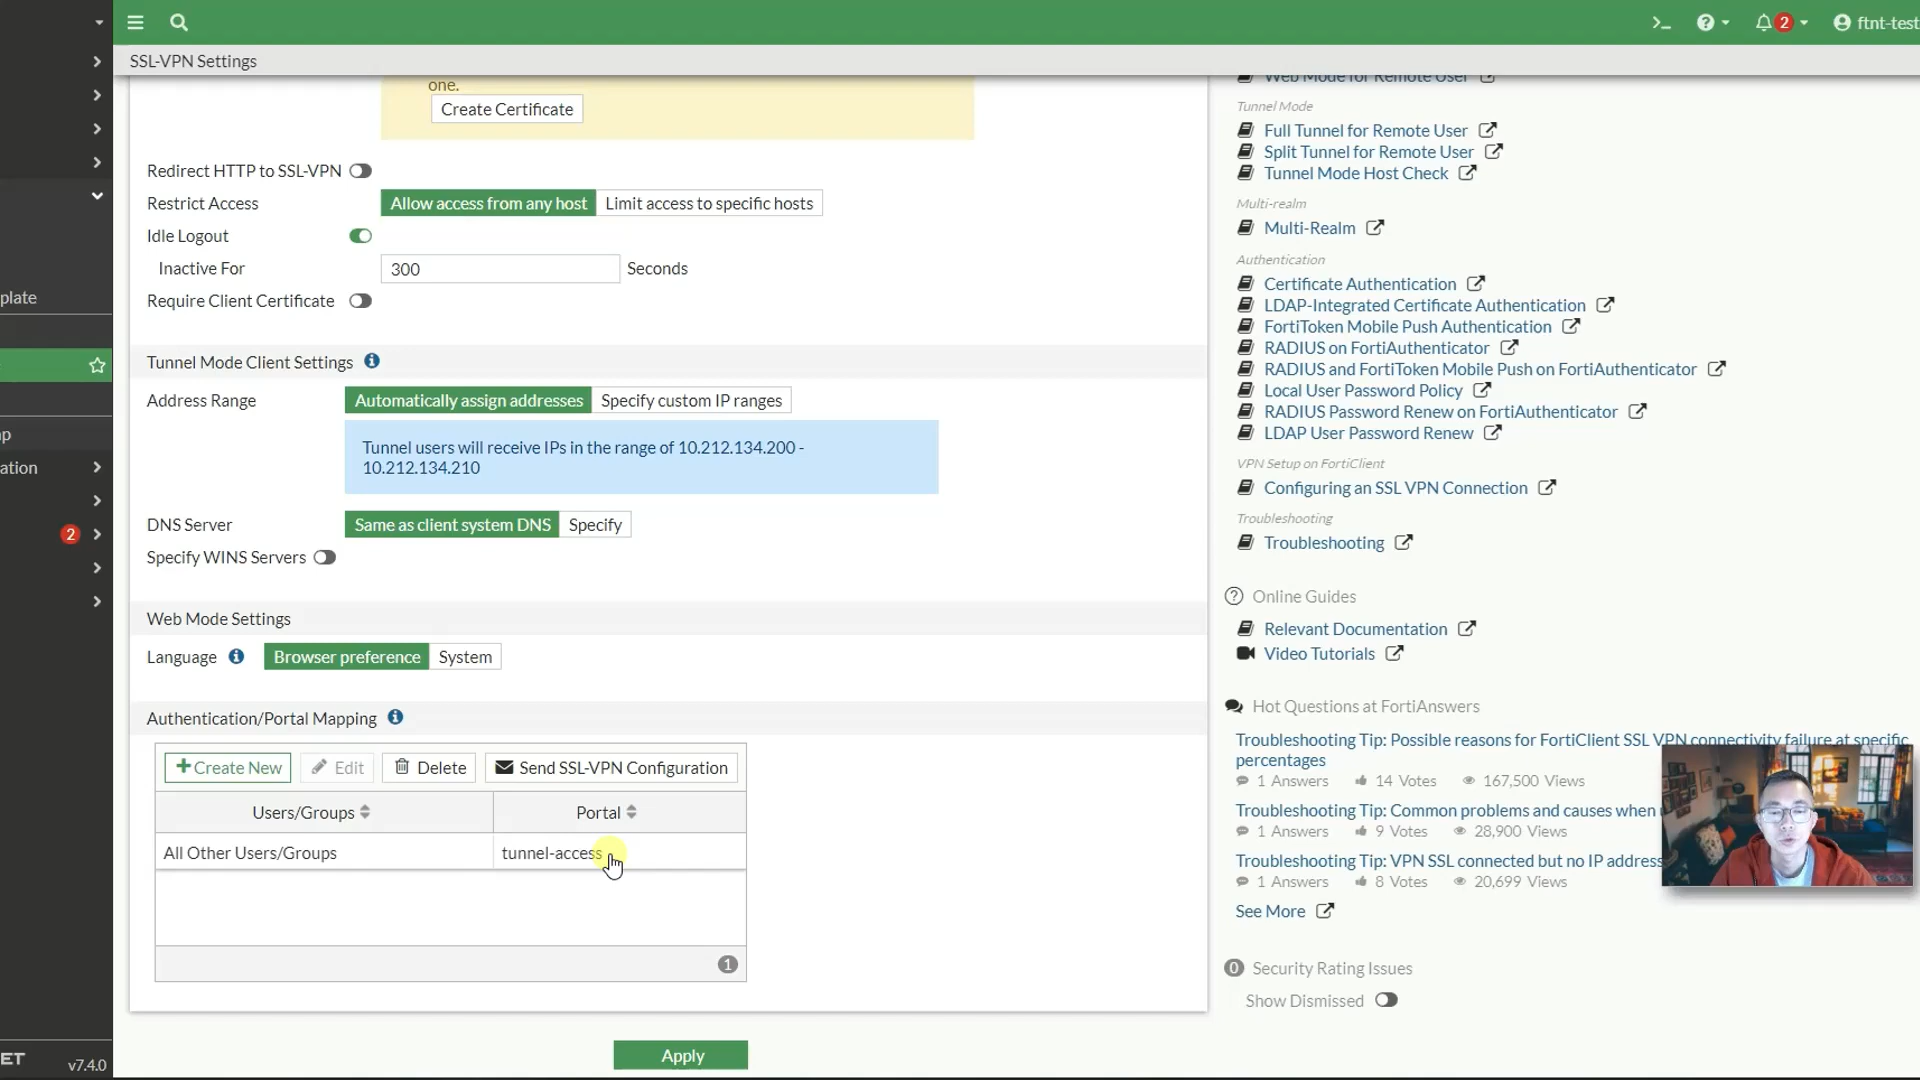 2
ftnt-test
SSL-VPN Settings
one.
Create Certificate
Redirect HTTP to SSL-VPN
Restrict Access
Allow access from any host
Limit access to specific hosts
Idle Logout
Inactive For
300
Seconds
Require Client Certificate
Tunnel Mode Client Settings
Address Range
Automatically assign addresses
Specify custom IP ranges
Tunnel users will receive IPs in the range of 10.212.134.200 -
10.212.134.210
DNS Server
Same as client system DNS
Specify
Specify WINS Servers
Web Mode Settings
Language
Browser preference
System
Authentication/Portal Mapping
Create New
Edit
Delete
Send SSL-VPN Configuration
Users/Groups
Portal
All Other Users/Groups
tunnel-access
1
Apply
plate
p
ation
2
ET
v7.4.0
Web Mode for Remote User
Tunnel Mode
Full Tunnel for Remote User
Split Tunnel for Remote User
Tunnel Mode Host Check
Multi-realm
Multi-Realm
Authentication
Certificate Authentication
LDAP-Integrated Certificate Authentication
FortiToken Mobile Push Authentication
RADIUS on FortiAuthenticator
RADIUS and FortiToken Mobile Push on FortiAuthenticator
Local User Password Policy
RADIUS Password Renew on FortiAuthenticator
LDAP User Password Renew
VPN Setup on FortiClient
Configuring an SSL VPN Connection
Troubleshooting
Troubleshooting
Online Guides
Relevant Documentation
Video Tutorials
Hot Questions at FortiAnswers
Troubleshooting Tip: Possible reasons for FortiClient SSL VPN connectivity failure at specific
percentages
1 Answers 14 Votes 167,500 Views
Troubleshooting Tip: Common problems and causes when
1 Answers 9 Votes 28,900 Views
Troubleshooting Tip: VPN SSL connected but no IP address
1 Answers 8 Votes 20,699 Views
See More
0 Security Rating Issues
Show Dismissed